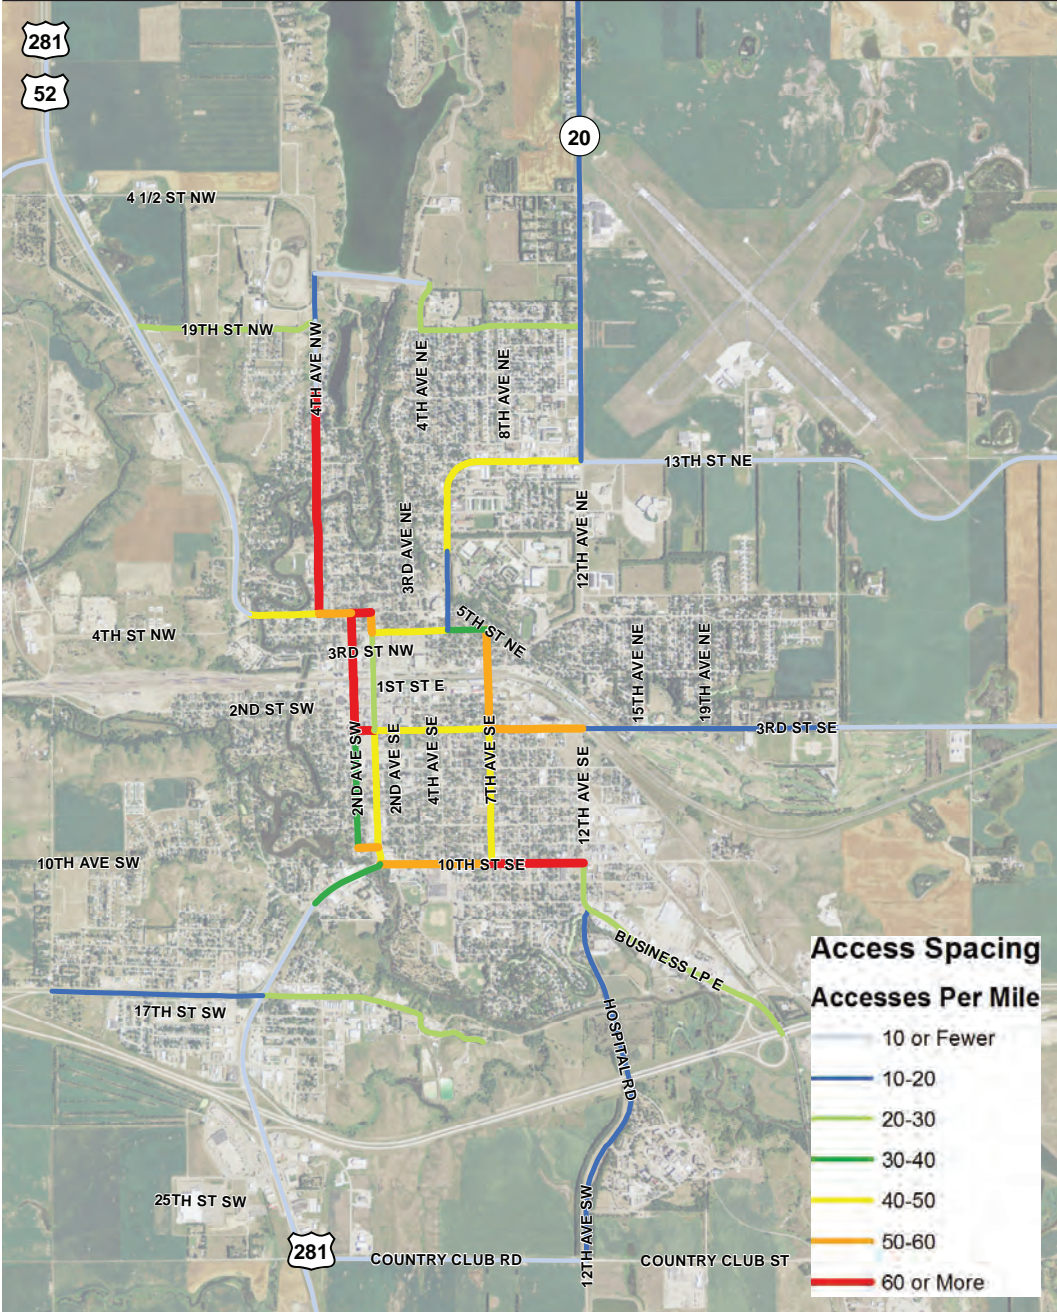 281
52
20
4 1/2 ST NW
19TH ST NW
4TH AVE NW
4TH AVE NE
8TH AVE NE
13TH ST NE
3RD AVE NE
12TH AVE NE
5TH ST NE
4TH ST NW
3RD ST NW
15TH AVE NE
19TH AVE NE
1ST ST E
2ND ST SW
3RD ST SE
2ND AVE SW
2ND AVE SE
4TH AVE SE
7TH AVE SE
12TH AVE SE
10TH AVE SW
10TH ST SE
BUSINESS LP E
17TH ST SW
HOSPITAL RD
25TH ST SW
12TH AVE SW
281
COUNTRY CLUB RD
COUNTRY CLUB ST
Access Spacing
Accesses Per Mile
10 or Fewer
10-20
20-30
30-40
40-50
50-60
60 or More